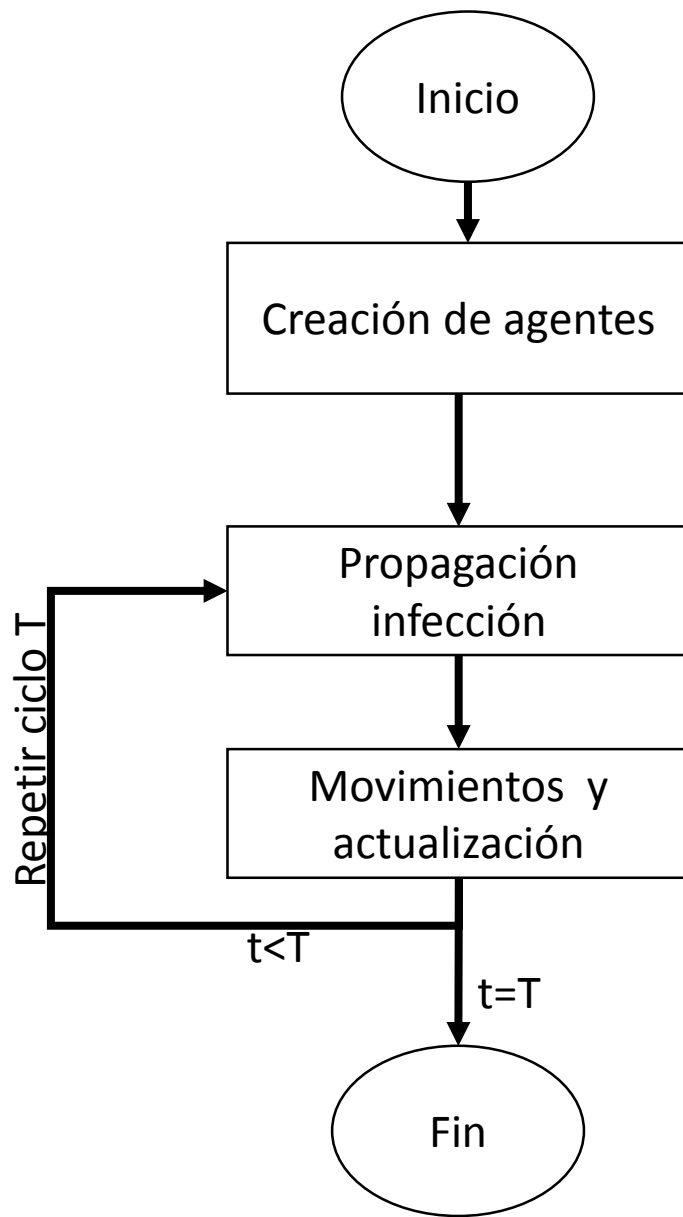 Inicio
Creación de agentes
Propagación
infección
Repetir ciclo T
Movimientos y
actualización
t<T
t=T
Fin